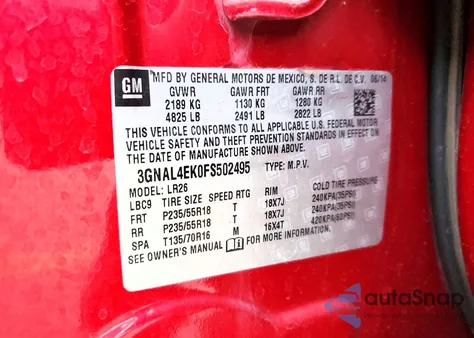 GM
MFD BY GENERAL MOTORS DE MEXICO, S. DE R.L. DE C.V. 06/14
GVWR GAWR FRT GAWR RR
2189 KG 1130 KG 1280 KG
4825 LB 2491 LB 2822 LB
THIS VEHICLE CONFORMS TO ALL APPLICABLE U.S. FEDERAL MOTOR
VEHICLE SAFETY AND THEFT PREVENTION STANDARDS IN EFFECT ON
THE DATE OF MANUFACTURE SHOWN ABOVE.
3GNAL4EK0FS502495 TYPE: M.P.V.
MODEL: LR26
LBC9 TIRE SIZE SPEED RTG RIM COLD TIRE PRESSURE
FRT P235/55R18 T 18X7J 240KPA(35PSI)
RR P235/55R18 T 18X7J 240KPA(35PSI)
SPA T135/70R16 M 16X4T 420KPA(60PSI)
SEE OWNER'S MANUAL FOR MORE INFORMATION.
autoSnap